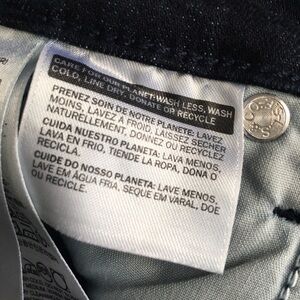 CARE FOR OUR PLANET: WASH LESS, WASH
COLD, LINE DRY, DONATE OR RECYCLE
PRENEZ SOIN DE NOTRE PLANETE: LAVEZ
MOINS, LAVEZ A FROID, LAISSEZ SECHER
NATURELLEMENT, DONNEZ OU RECYCLEZ
CUIDA NUESTRO PLANETA: LAVA MENOS,
LAVA EN FRIO, TIENDE LA ROPA, DONA O
RECICLA.
CUIDE DO NOSSO PLANETA: LAVE MENOS,
LAVE EM ÁGUA FRIA, SEQUE EM VARAL, DOE
OU RECICLE.